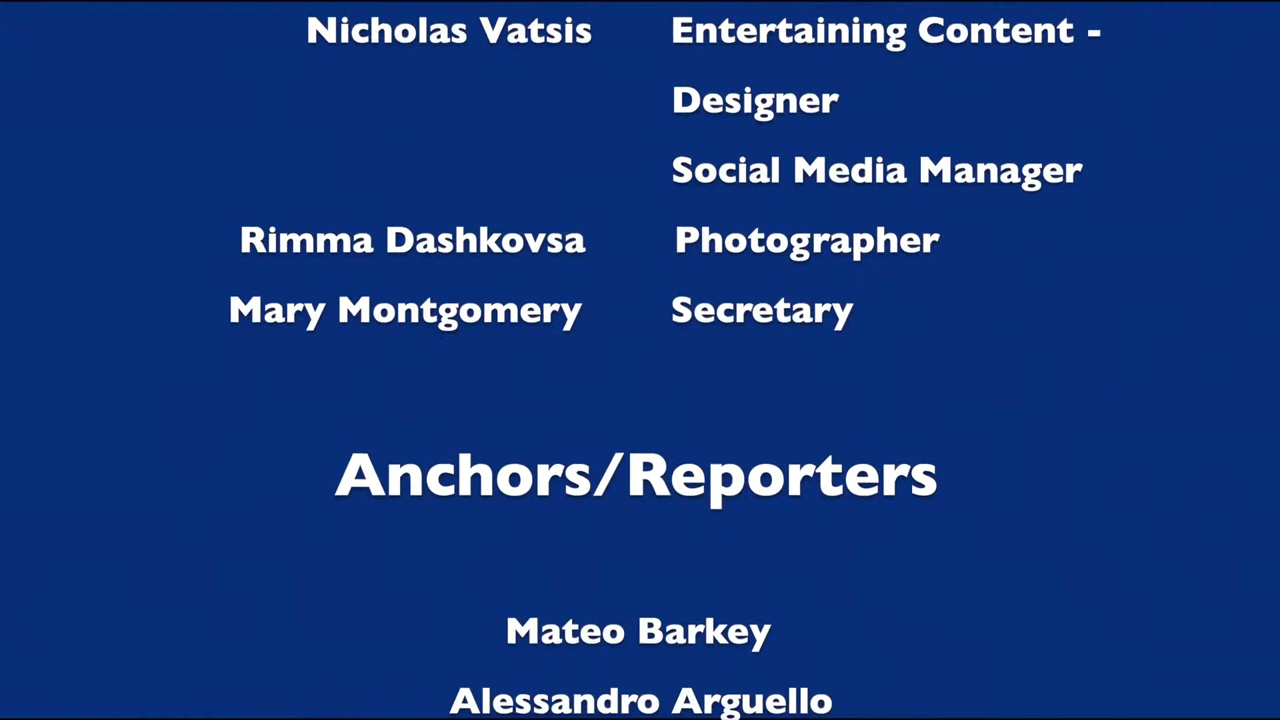 Nicholas Vatsis Entertaining Content -
Designer
Social Media Manager
Rimma Dashkovsa Photographer
Mary Montgomery Secretary
Anchors/Reporters
Mateo Barkey
Alessandro Arguello